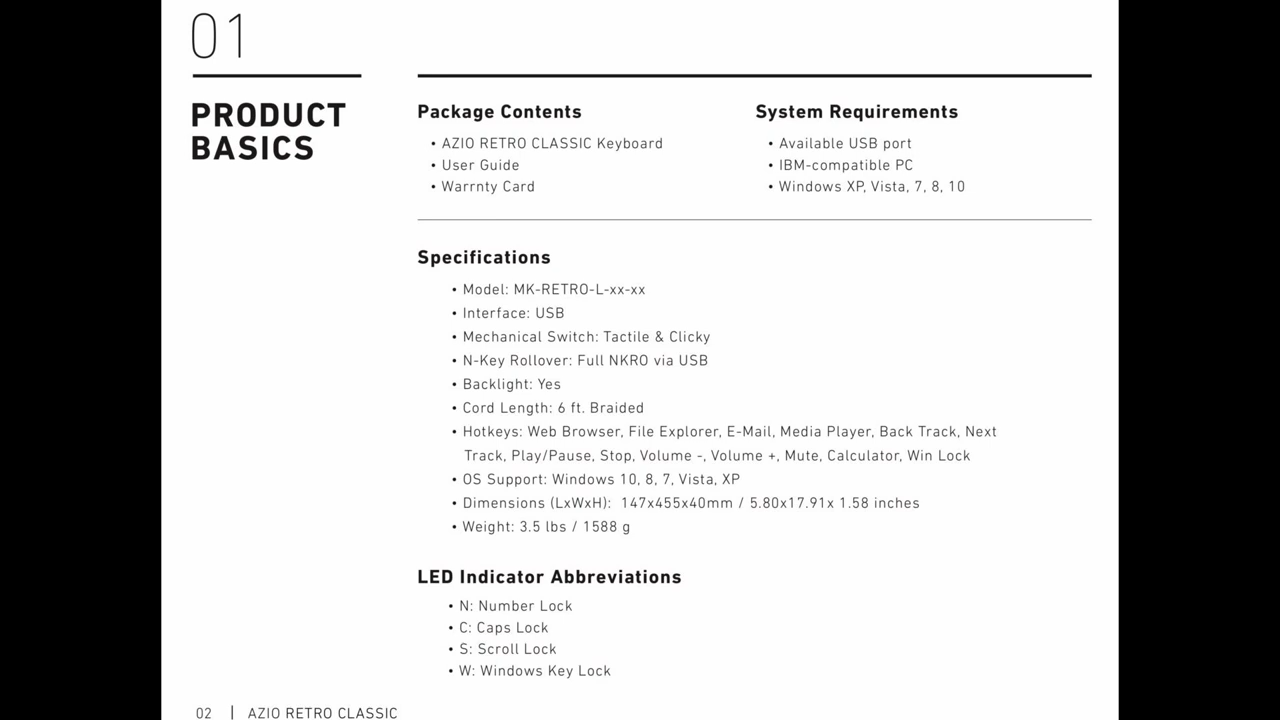 01
PRODUCT
BASICS
Package Contents
• AZIO RETRO CLASSIC Keyboard
• User Guide
• Warrnty Card
System Requirements
• Available USB port
• IBM-compatible PC
• Windows XP, Vista, 7, 8, 10
Specifications
• Model: MK-RETRO-L-xx-xx
• Interface: USB
• Mechanical Switch: Tactile & Clicky
• N-Key Rollover: Full NKRO via USB
• Backlight: Yes
• Cord Length: 6 ft. Braided
• Hotkeys: Web Browser, File Explorer, E-Mail, Media Player, Back Track, Next
Track, Play/Pause, Stop, Volume -, Volume +, Mute, Calculator, Win Lock
• OS Support: Windows 10, 8, 7, Vista, XP
• Dimensions (LxWxH): 147x455x40mm / 5.80x17.91x 1.58 inches
• Weight: 3.5 lbs / 1588 g
LED Indicator Abbreviations
• N: Number Lock
• C: Caps Lock
• S: Scroll Lock
• W: Windows Key Lock
02 | AZIO RETRO CLASSIC